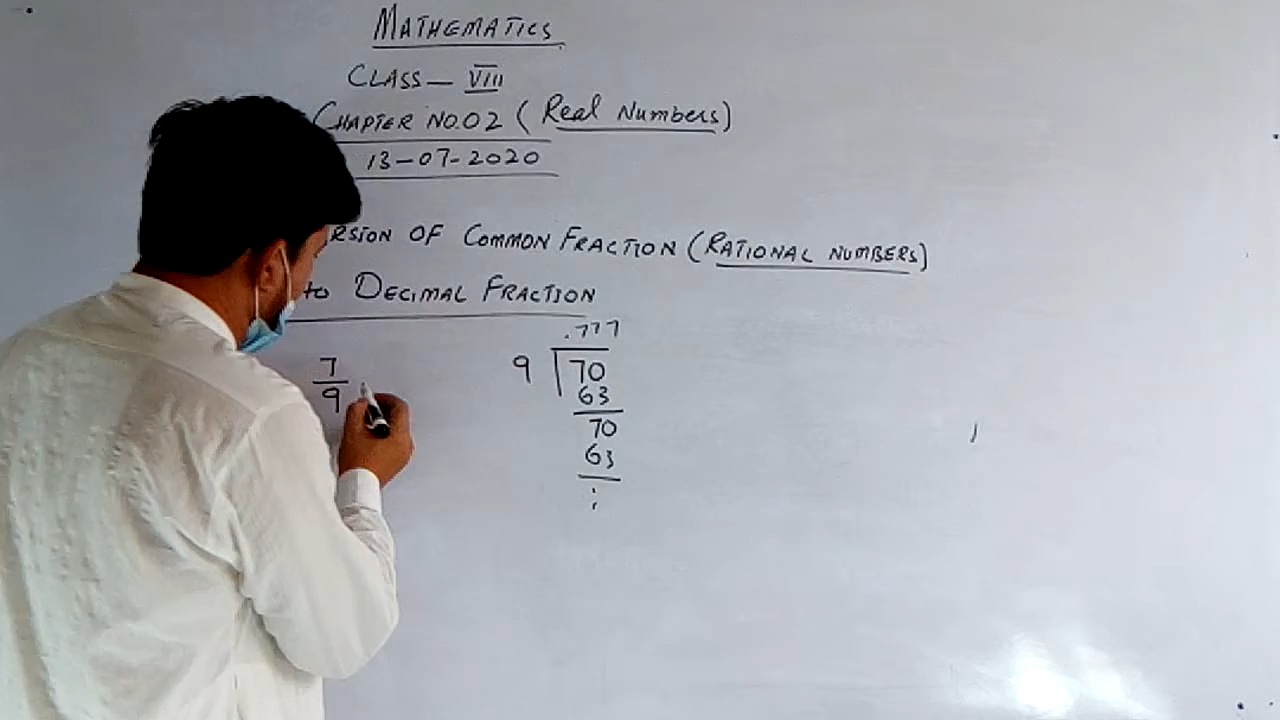 MATHEMATICS
CLASS — VIII
CHAPTER NO.02 ( Real Numbers )
13-07-2020
RSION OF COMMON FRACTION (RATIONAL NUMBERS)
to DECIMAL FRACTION
.777
7/9
9 70
63
70
63